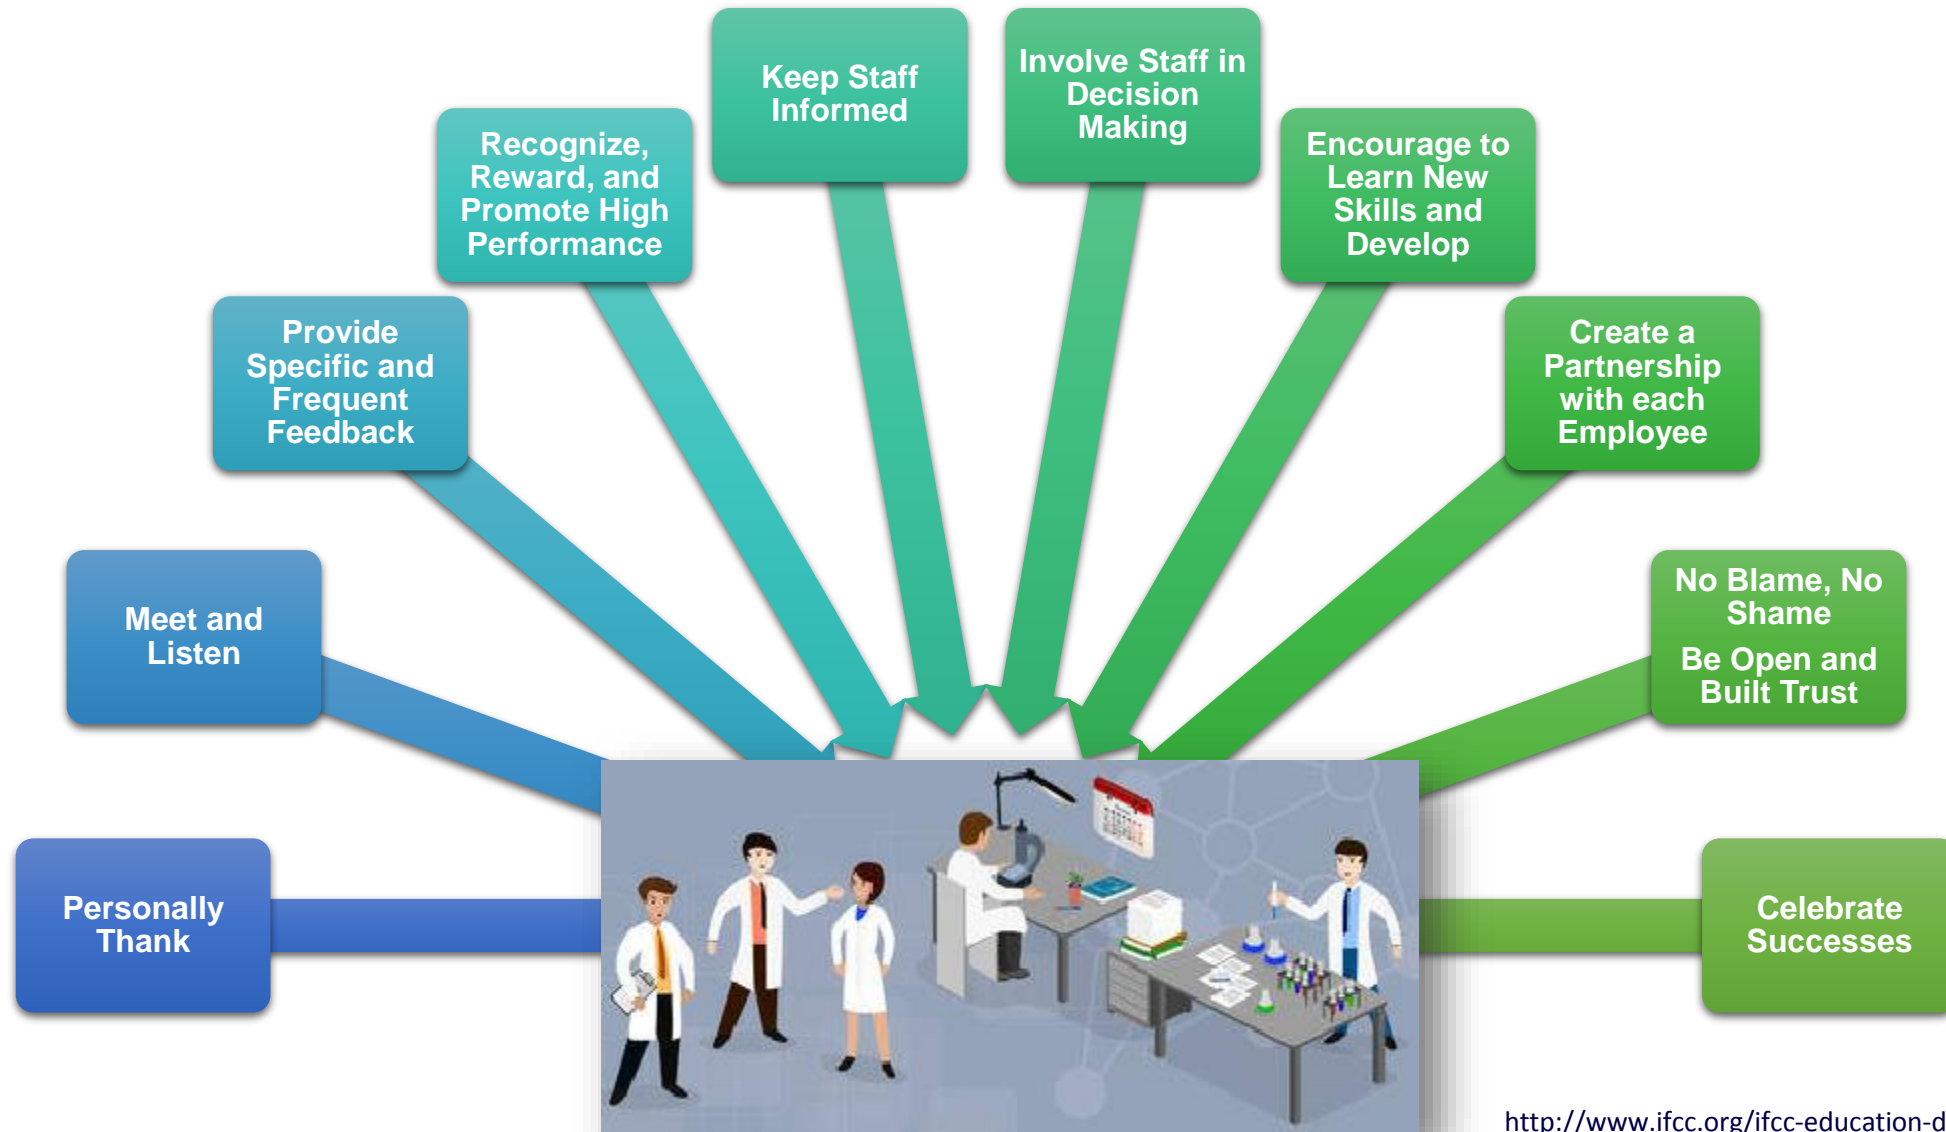 Keep Staff
Informed
Involve Staff in
Decision
Making
Recognize,
Reward, and
Promote High
Performance
Encourage to
Learn New
Skills and
Develop
Provide
Specific and
Frequent
Feedback
Create a
Partnership
with each
Employee
Meet and
Listen
No Blame, No
Shame
Be Open and
Built Trust
Personally
Thank
Celebrate
Successes
http://www.ifcc.org/ifcc-education-d